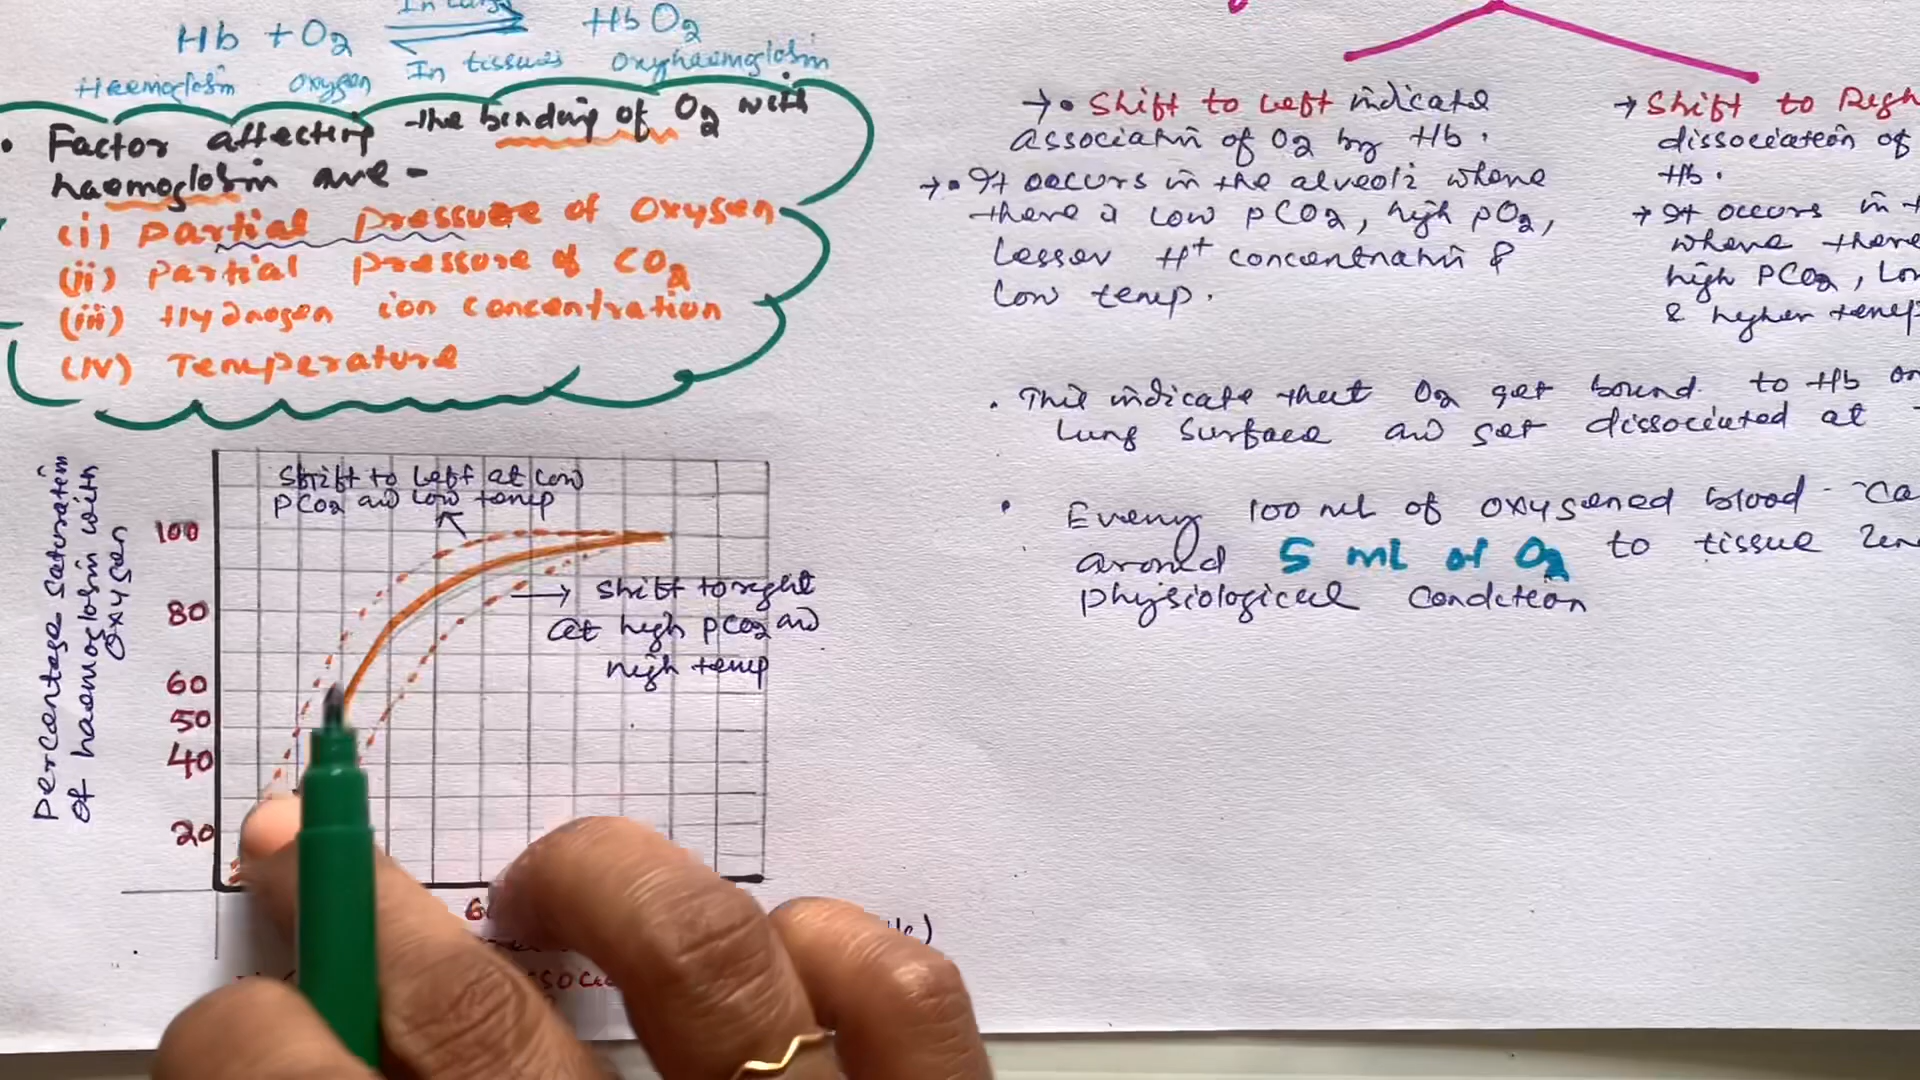 In
Hb + O2 ⇌ HbO2
Haemoglobin oxygen In tissues Oxyhaemoglobin
• Factor affecting the binding of O2 with
haemoglobin are -
(i) Partial Pressure of Oxygen
(ii) Partial Pressure of CO2
(iii) Hydrogen ion concentration
(iv) Temperature
Percentage saturation
of haemoglobin with
Oxygen
Shift to Left at low
pCO2 and low temp
100
80
60
50
40
20
→ Shift to right
at high pCO2 and
high temp
→ • Shift to Left indicate
association of O2 by Hb.
→ • It occurs in the alveoli where
there is low pCO2, high pO2,
Lesser H+ concentration &
low temp.
→ Shift to Righ
dissociation of
Hb.
→ It occurs in
where there
high PCO2, Lo
& higher temp
• This indicate that O2 get bound to Hb on
Lung Surface and get dissociated at
• Every 100 ml of oxygened blood
around 5 ml of O2 to tissue
physiological condition